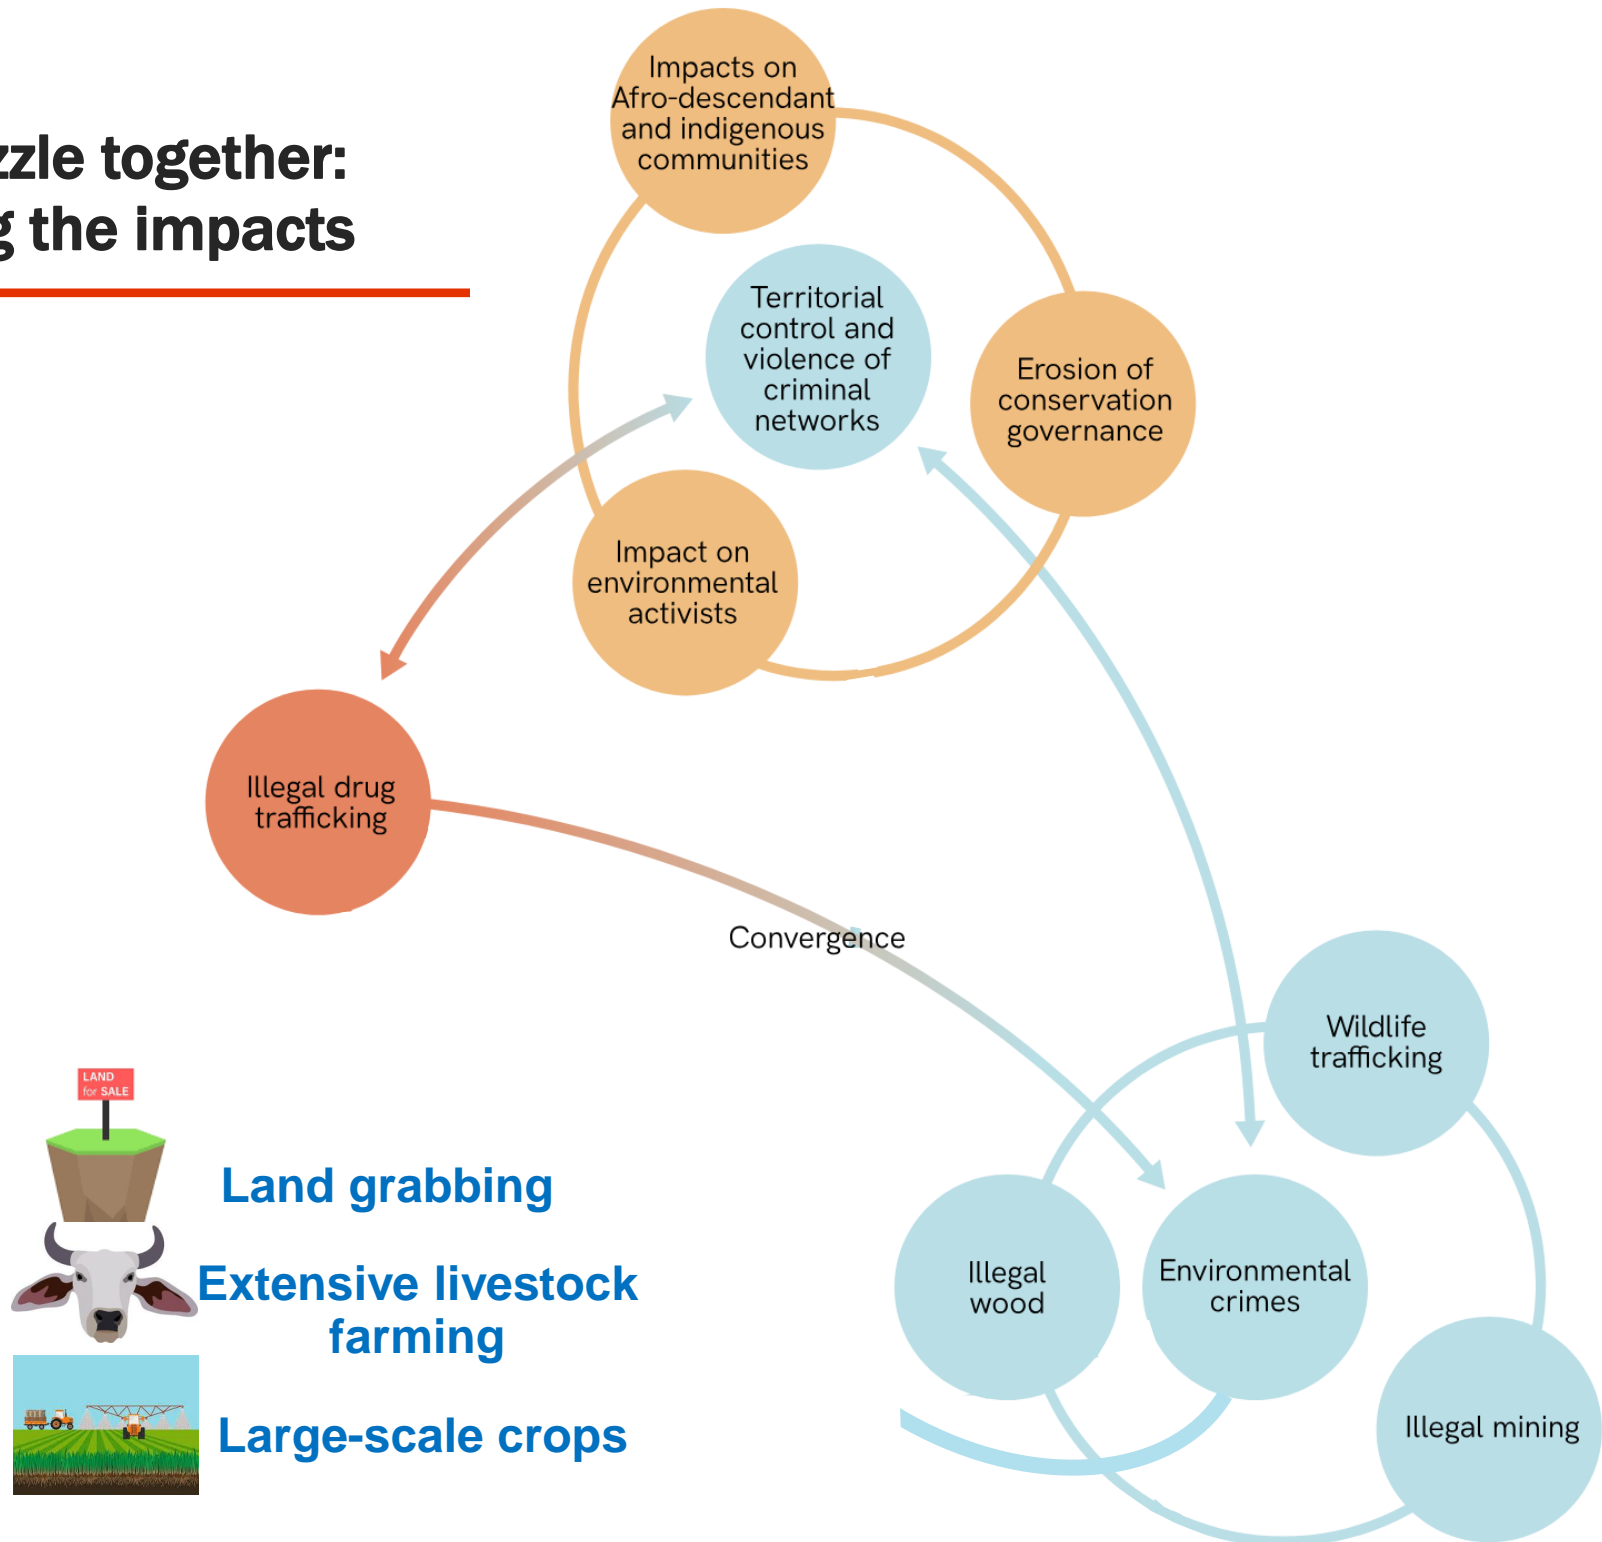 together:
the impacts
Impacts on
Afro-descendant
and indigenous
communities
Territorial
control and
violence of
criminal
networks
Erosion of
conservation
governance
Impact on
environmental
activists
Illegal drug
trafficking
Convergence
Wildlife
trafficking
Illegal
wood
Environmental
crimes
Illegal mining
LAND
for SALE
Land grabbing
Extensive livestock
farming
Large-scale crops